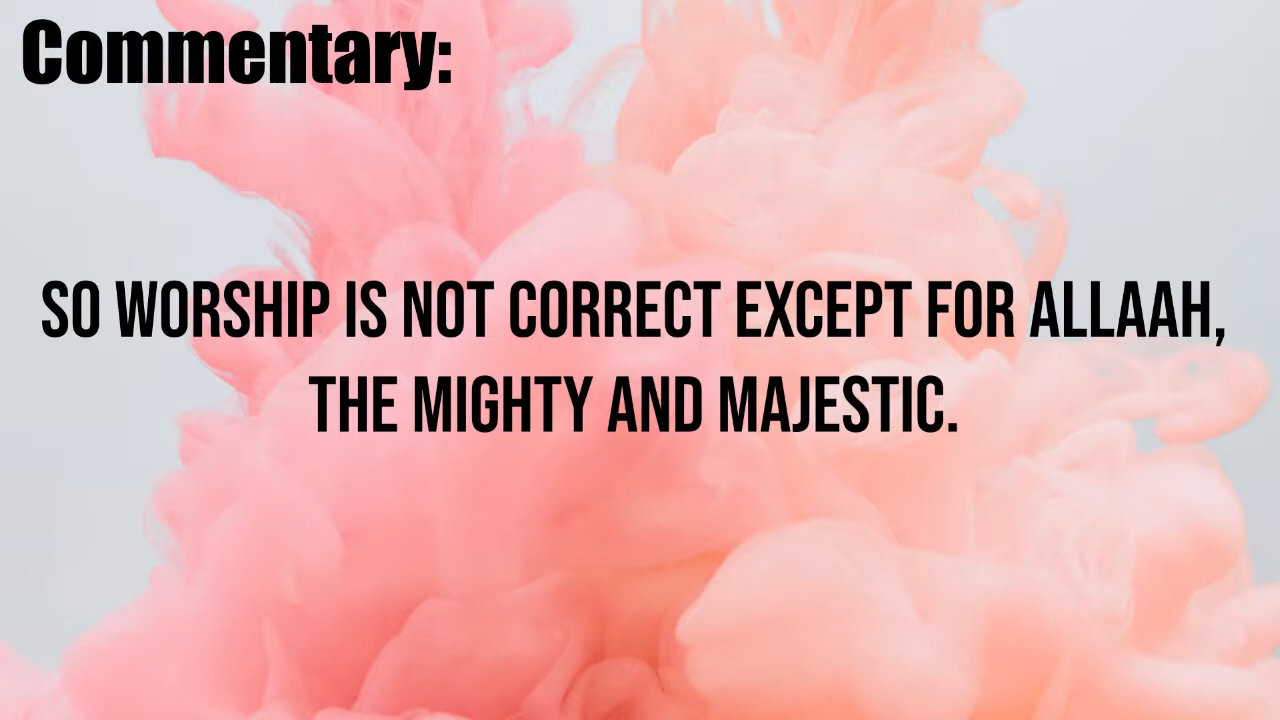 Commentary:
SO WORSHIP IS NOT CORRECT EXCEPT FOR ALLAAH,
THE MIGHTY AND MAJESTIC.